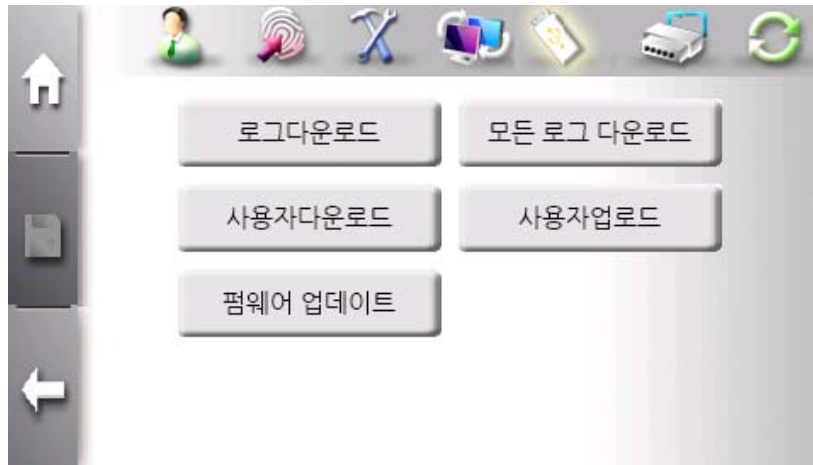 로그다운로드
모든 로그 다운로드
사용자다운로드
사용자업로드
펌웨어 업데이트